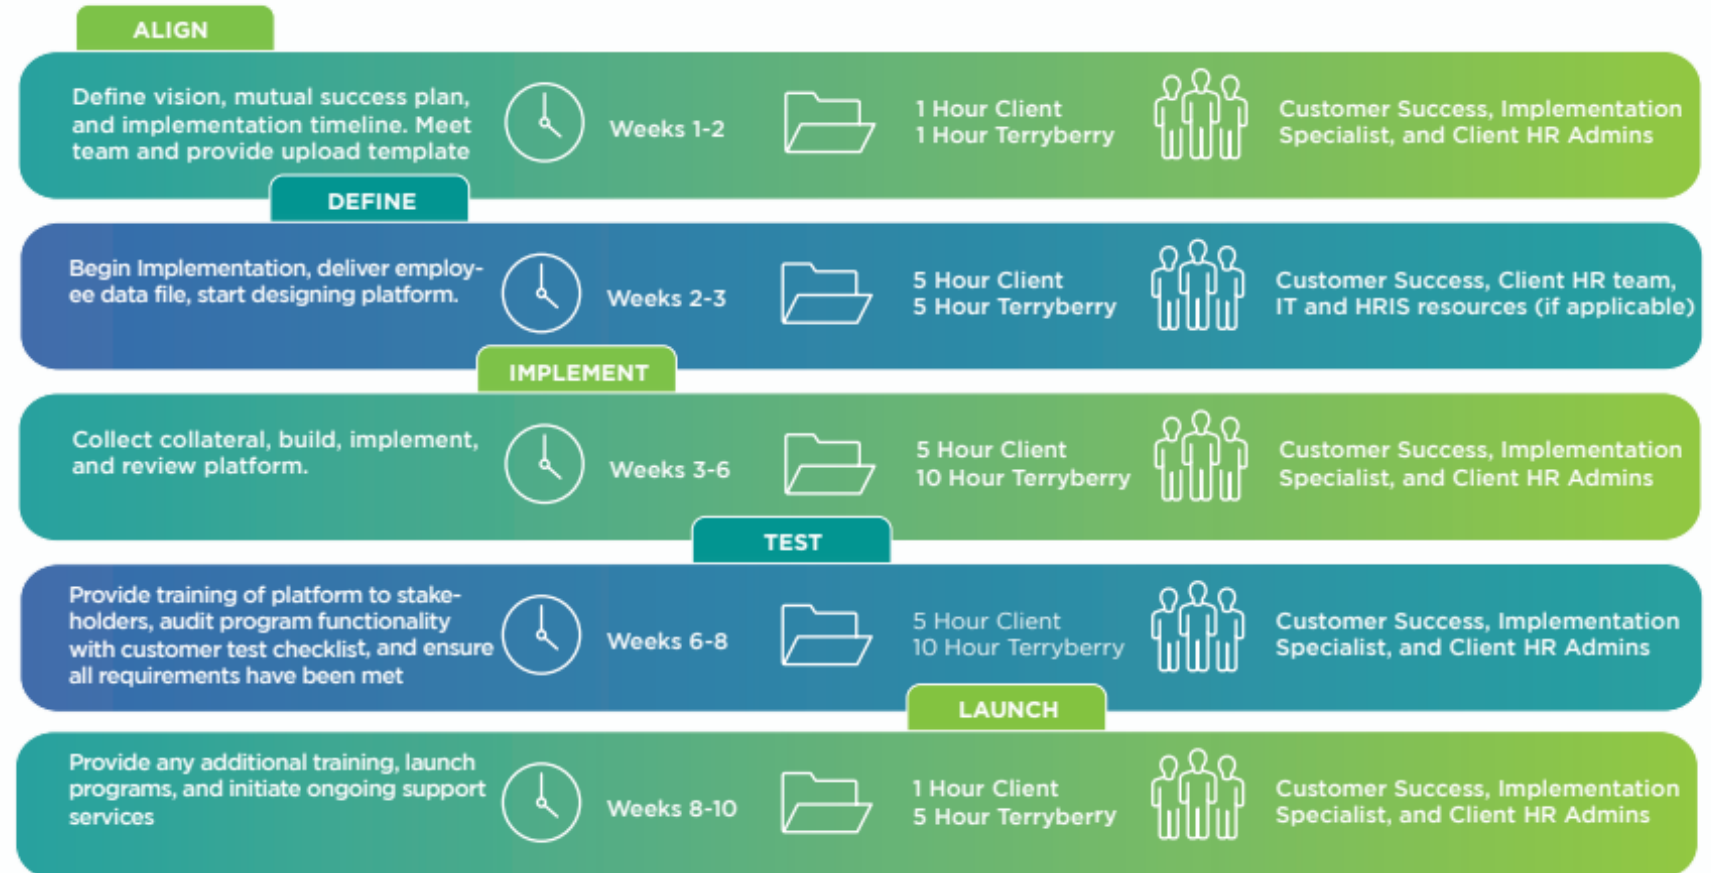 ALIGN
Define vision, mutual success plan,
and implementation timeline. Meet
team and provide upload template
Weeks 1-2
1 Hour Client
1 Hour Terryberry
Customer Success, Implementation
Specialist, and Client HR Admins
DEFINE
Begin Implementation, deliver employ-
ee data file, start designing platform.
Weeks 2-3
5 Hour Client
5 Hour Terryberry
Customer Success, Client HR team,
IT and HRIS resources (if applicable)
IMPLEMENT
Collect collateral, build, implement,
and review platform.
Weeks 3-6
5 Hour Client
10 Hour Terryberry
Customer Success, Implementation
Specialist, and Client HR Admins
TEST
Provide training of platform to stake-
holders, audit program functionality
with customer test checklist, and ensure
all requirements have been met
Weeks 6-8
5 Hour Client
10 Hour Terryberry
Customer Success, Implementation
Specialist, and Client HR Admins
LAUNCH
Provide any additional training, launch
programs, and initiate ongoing support
services
Weeks 8-10
1 Hour Client
5 Hour Terryberry
Customer Success, Implementation
Specialist, and Client HR Admins